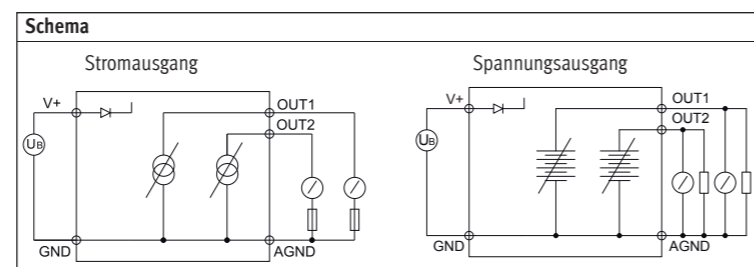 Schema
Stromausgang
V+
OUT1
OUT2
UB
GND
AGND
Spannungsausgang
V+
OUT1
OUT2
UB
GND
AGND